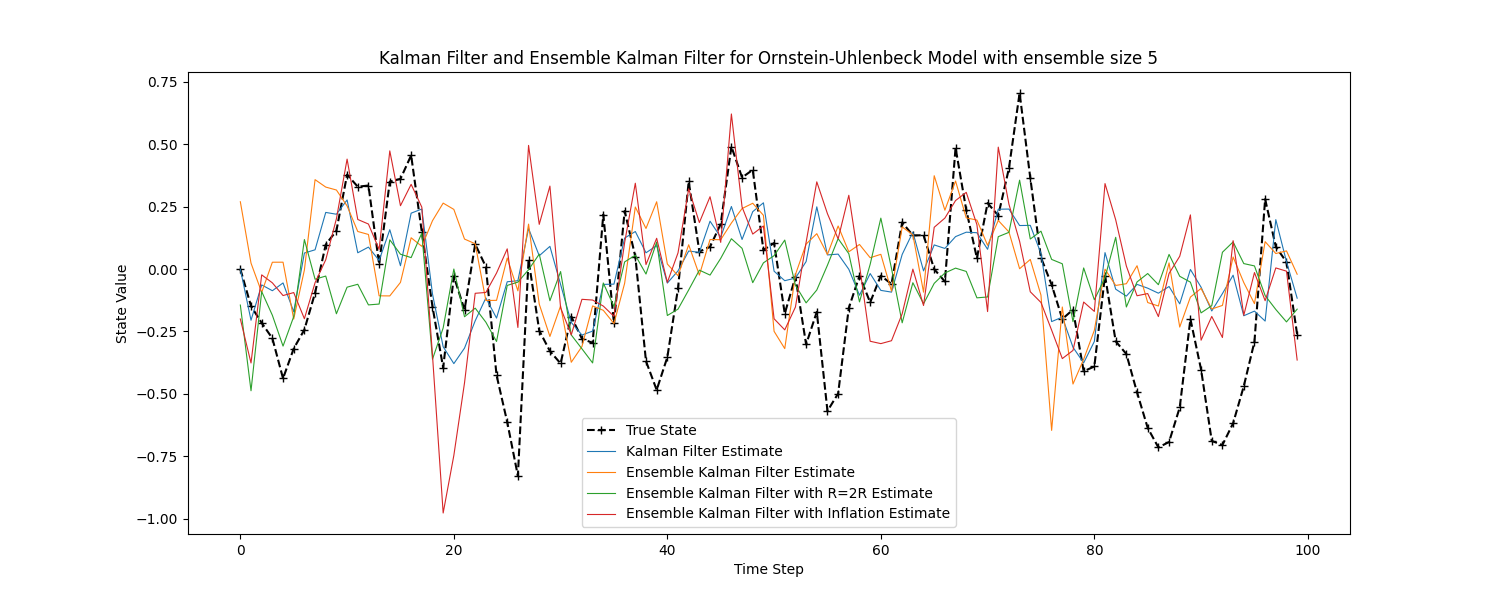 Kalman Filter and Ensemble Kalman Filter for Ornstein-Uhlenbeck Model with ensemble size 5
0.75
0.50
0.25
0.00
−0.25
−0.50
−0.75
−1.00
State Value
True State
Kalman Filter Estimate
Ensemble Kalman Filter Estimate
Ensemble Kalman Filter with R=2R Estimate
Ensemble Kalman Filter with Inflation Estimate
0 20 40 60 80 100
Time Step